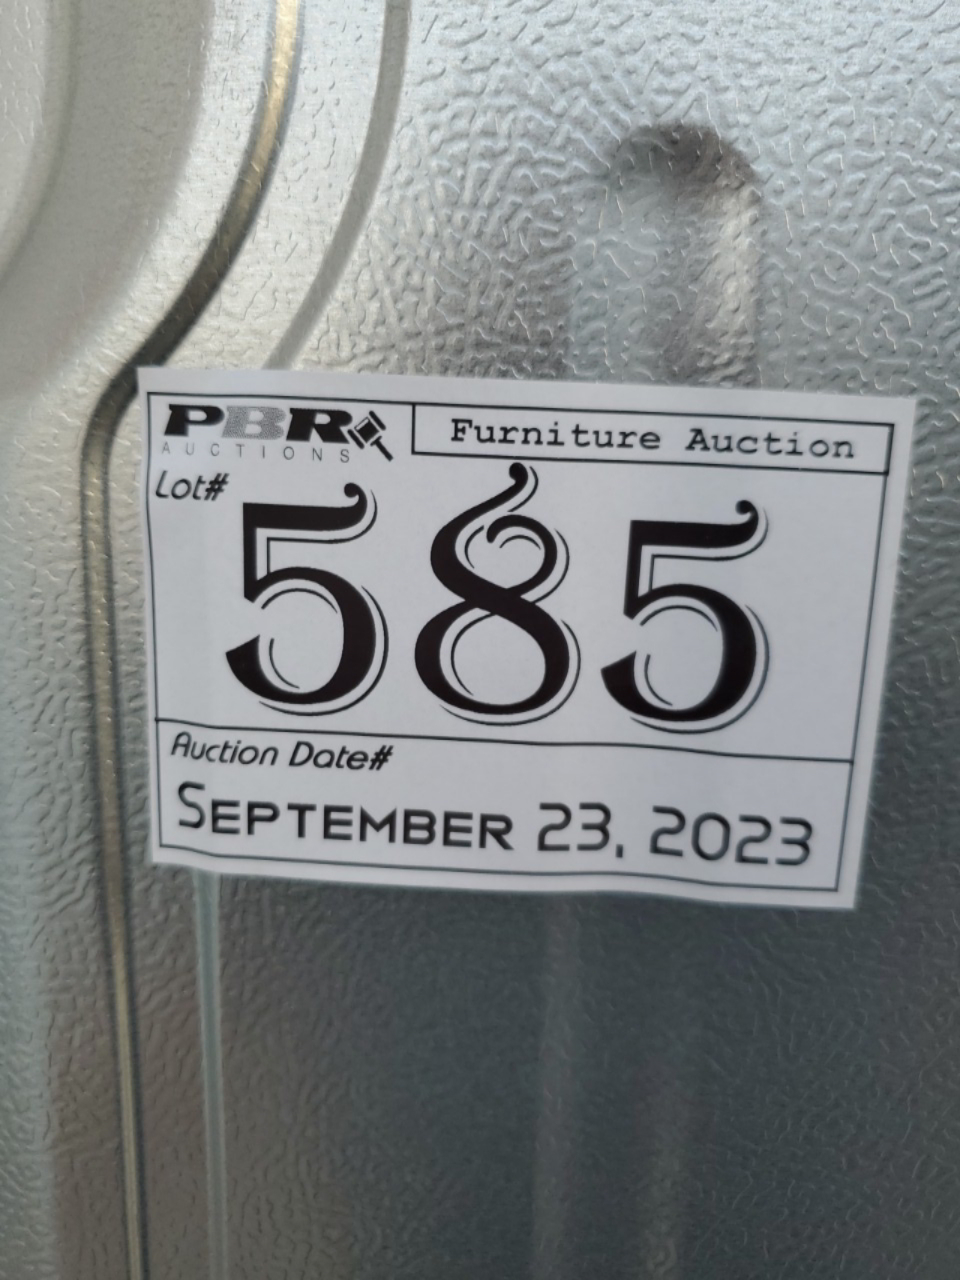 PBR
AUCTIONS
Furniture Auction
Lot#
585
Auction Date#
September 23, 2023